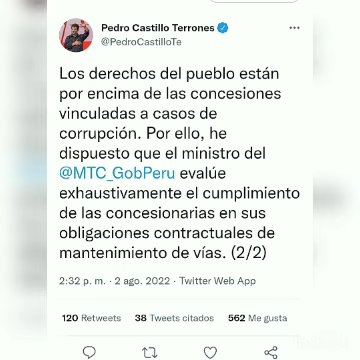 Pedro Castillo Terrones
@PedroCastilloTe
Los derechos del pueblo están
por encima de las concesiones
vinculadas a casos de
corrupción. Por ello, he
dispuesto que el ministro del
@MTC_GobPeru evalúe
exhaustivamente el cumplimiento
de las concesionarias en sus
obligaciones contractuales de
mantenimiento de vías. (2/2)
2:32 p. m. · 2 ago. 2022 · Twitter Web App
120 Retweets 38 Tweets citados 562 Me gusta